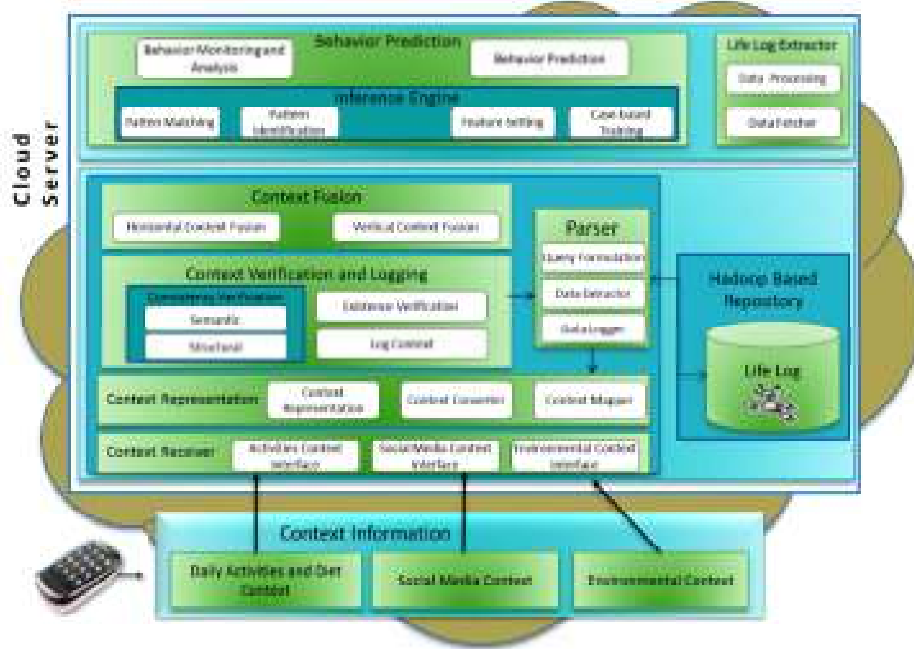 Cloud
Server
Behavior Prediction
Behavior Monitoring and
Analysis
Behavior Prediction
Inference Engine
Patten Matching
Pattern
Identification
Feature Setting
Case based
Training
Life Log Extractor
Data Processing
Data Fetcher
Context Fusion
Horizontal Context Fusion
Vertical Context Fusion
Context Verification and Logging
Consistency Verification
Semantic
Structural
Existence Verification
Log Context
Parser
Query Formulation
Data Extractor
Data Logger
Hadoop Based
Repository
Life Log
Context Representation
Context
Representation
Context Converter
Context Mapper
Context Receiver
Activities Context
Interface
Social Media Context
Interface
Environmental Context
Interface
Context Information
Daily Activities and Diet
Context
Social Media Context
Environmental Context